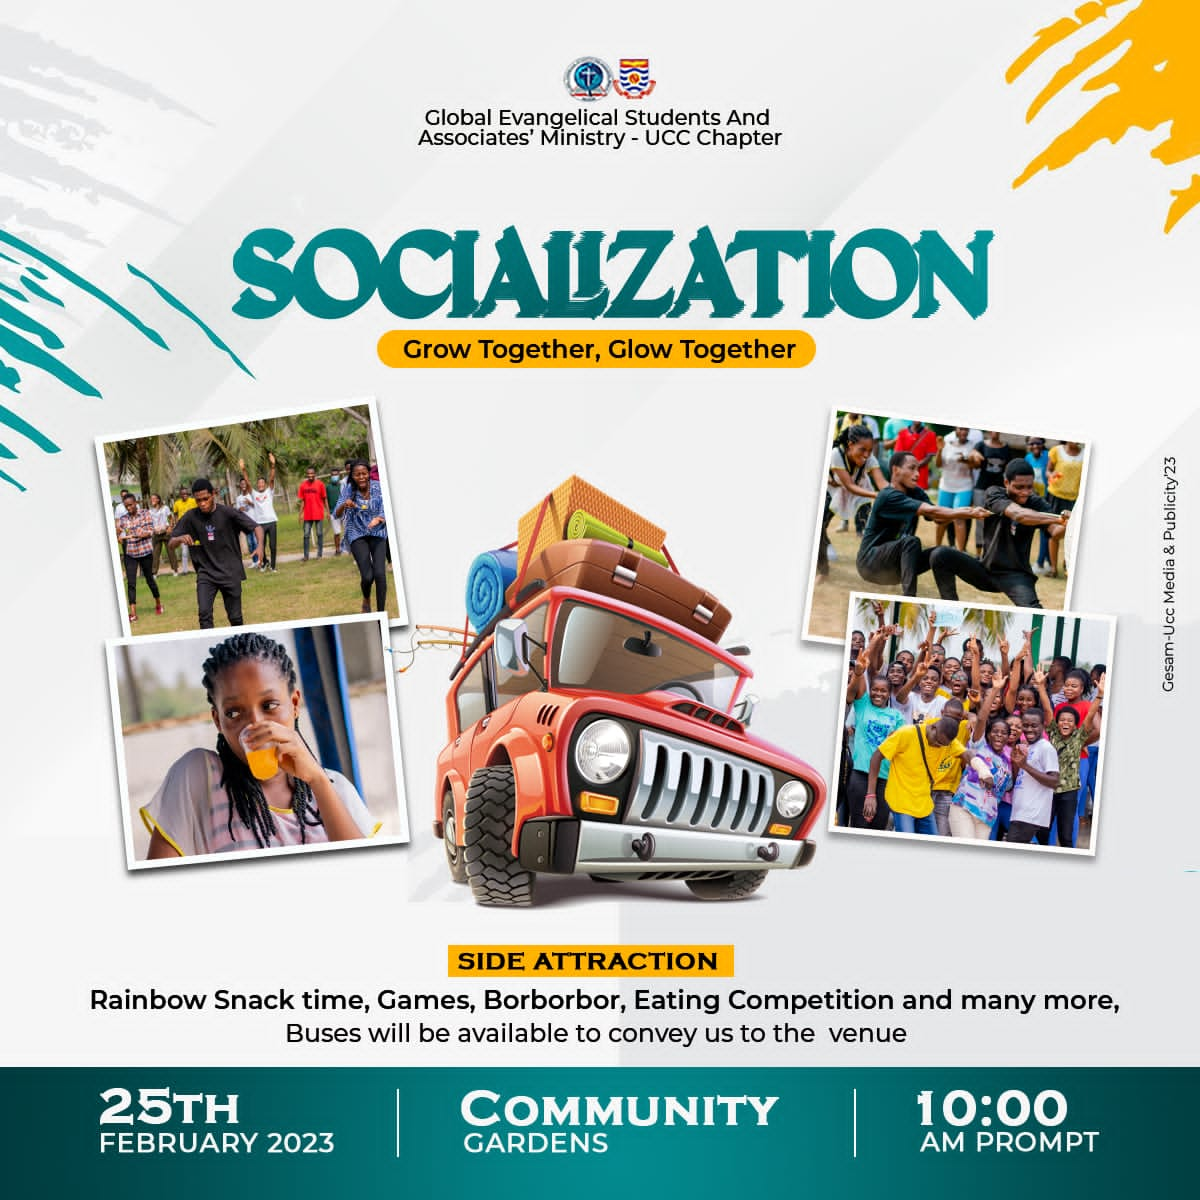 Global Evangelical Students And
Associates' Ministry - UCC Chapter
SOCIALIZATION
Grow Together, Glow Together
Gesam-Ucc Media & Publicity'23
SIDE ATTRACTION
Rainbow Snack time, Games, Borborbor, Eating Competition and many more,
Buses will be available to convey us to the venue
25TH
FEBRUARY 2023
COMMUNITY
GARDENS
10:00
AM PROMPT